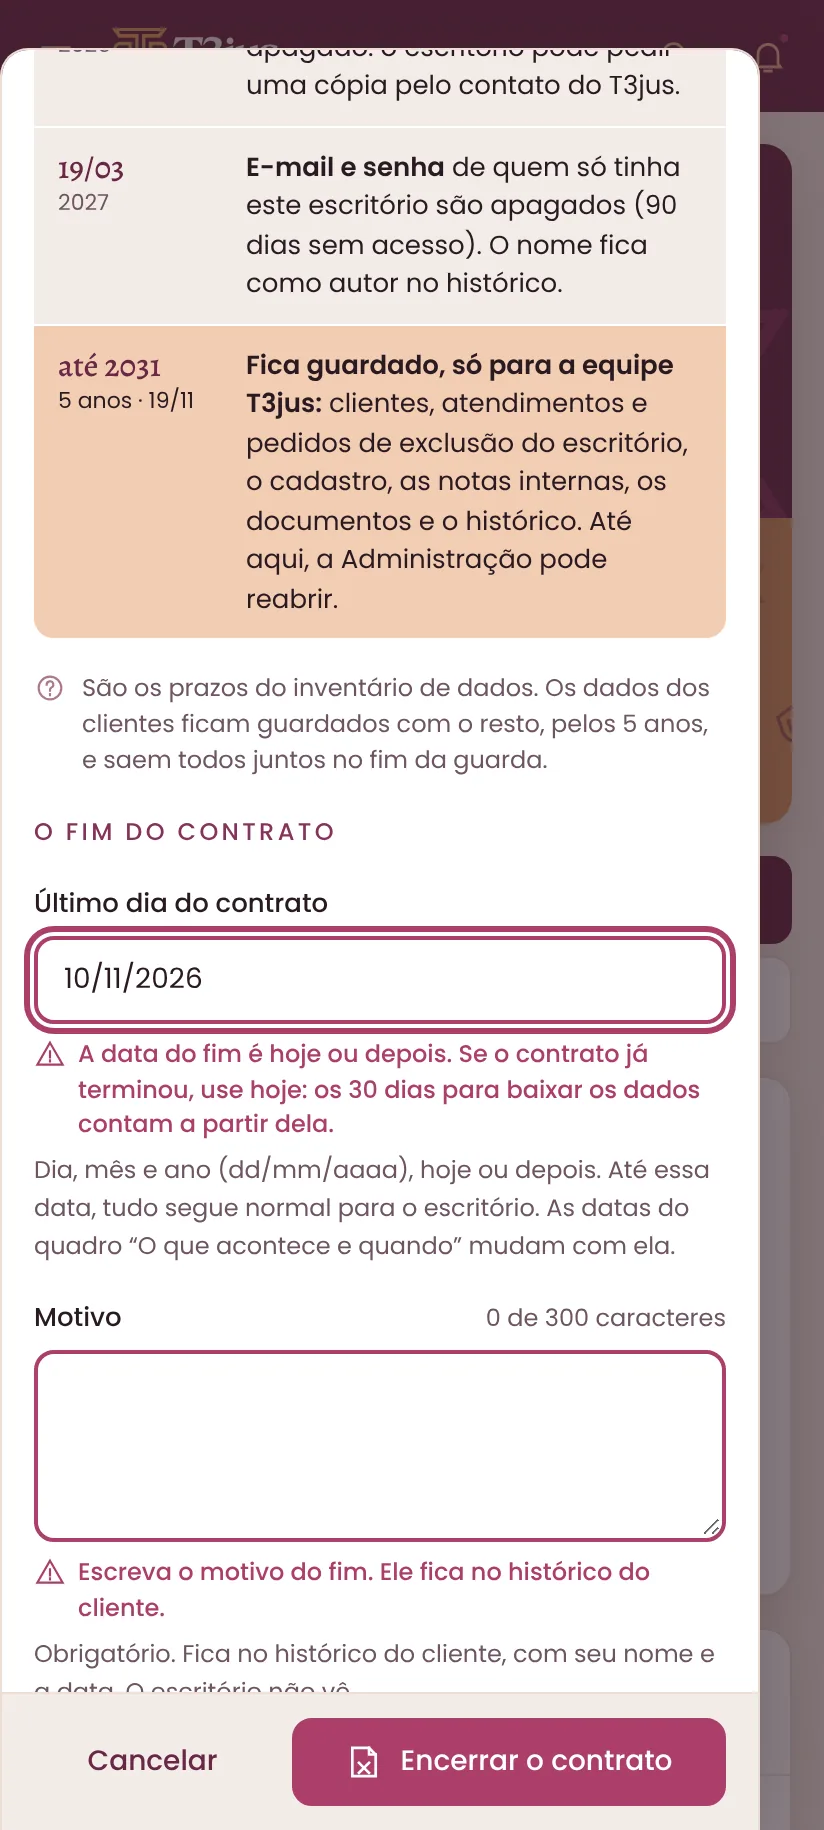 T3jus
apagado. O escritório pode pedir
uma cópia pelo contato do T3jus.
19/03
2027
E-mail e senha de quem só tinha
este escritório são apagados (90
dias sem acesso). O nome fica
como autor no histórico.
até 2031
5 anos · 19/11
Fica guardado, só para a equipe
T3jus: clientes, atendimentos e
pedidos de exclusão do escritório,
o cadastro, as notas internas, os
documentos e o histórico. Até
aqui, a Administração pode
reabrir.
São os prazos do inventário de dados. Os dados dos
clientes ficam guardados com o resto, pelos 5 anos,
e saem todos juntos no fim da guarda.
O FIM DO CONTRATO
Último dia do contrato
10/11/2026
A data do fim é hoje ou depois. Se o contrato já
terminou, use hoje: os 30 dias para baixar os dados
contam a partir dela.
Dia, mês e ano (dd/mm/aaaa), hoje ou depois. Até essa
data, tudo segue normal para o escritório. As datas do
quadro “O que acontece e quando” mudam com ela.
Motivo
0 de 300 caracteres
Escreva o motivo do fim. Ele fica no histórico do
cliente.
Obrigatório. Fica no histórico do cliente, com seu nome e
a data. O escritório não vê.
Cancelar
Encerrar o contrato